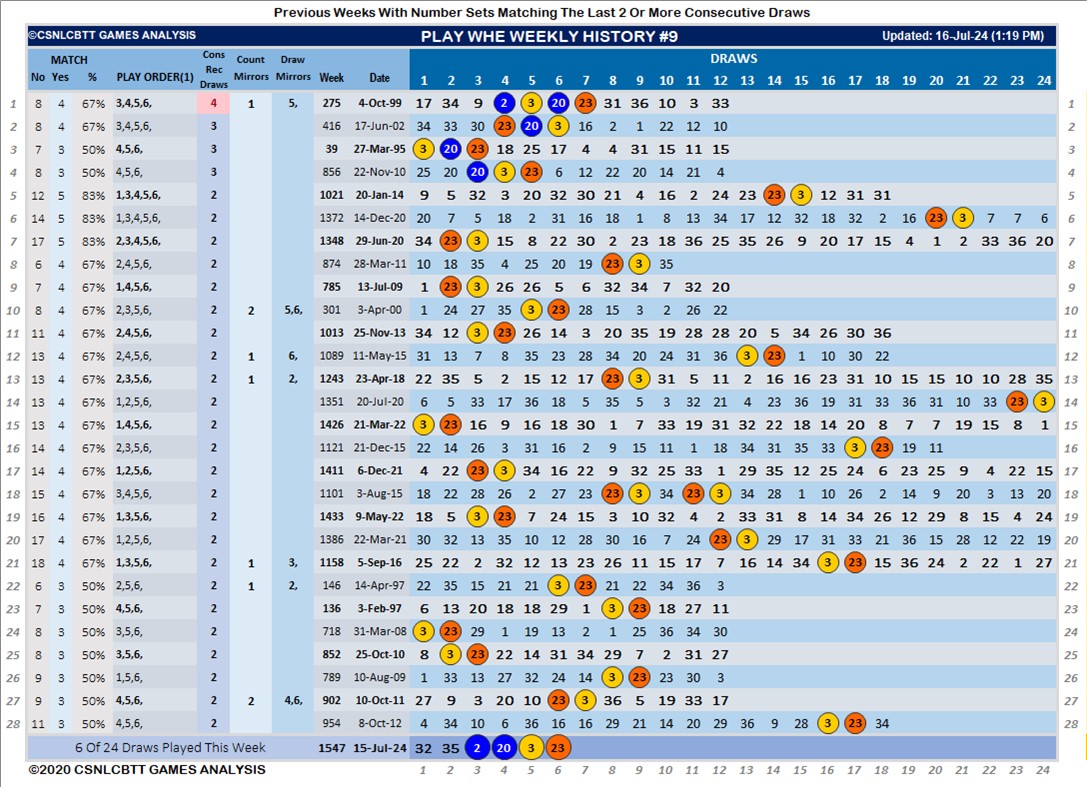 Previous Weeks With Number Sets Matching The Last 2 Or More Consecutive Draws
©CSNLCBTT GAMES ANALYSIS PLAY WHE WEEKLY HISTORY #9 Updated: 16-Jul-24 (1:19 PM)
MATCH Cons Count Draw DRAWS
No Yes % PLAY ORDER(1) Rec Draws Mirrors Mirrors Week Date 1 2 3 4 5 6 7 8 9 10 11 12 13 14 15 16 17 18 19 20 21 22 23 24
1 8 4 67% 3,4,5,6, 4 1 5, 275 4-Oct-99 17 34 9 2 3 20 23 31 36 10 3 33 1
2 8 4 67% 3,4,5,6, 3 416 17-Jun-02 34 33 30 23 20 3 16 2 1 22 12 10 2
3 7 3 50% 4,5,6, 3 39 27-Mar-95 3 20 23 18 25 17 4 4 31 15 11 15 3
4 8 3 50% 4,5,6, 3 856 22-Nov-10 25 20 20 3 23 6 12 22 20 14 21 4 4
5 12 5 83% 1,3,4,5,6, 2 1021 20-Jan-14 9 5 32 3 20 32 30 21 4 16 2 24 23 23 3 12 31 31 5
6 14 5 83% 1,3,4,5,6, 2 1372 14-Dec-20 20 7 5 18 2 31 16 18 1 8 13 34 17 12 32 18 32 2 16 23 3 7 7 6 6
7 17 5 83% 2,3,4,5,6, 2 1348 29-Jun-20 34 23 3 15 8 22 30 2 23 18 36 25 35 26 9 20 17 15 4 1 2 33 36 20 7
8 6 4 67% 2,4,5,6, 2 874 28-Mar-11 10 18 35 4 25 20 19 23 3 35 8
9 7 4 67% 1,4,5,6, 2 785 13-Jul-09 1 23 3 26 26 5 6 32 34 7 32 20 9
10 8 4 67% 2,3,5,6, 2 2 5,6, 301 3-Apr-00 1 24 27 35 3 23 28 15 3 2 26 22 10
11 11 4 67% 2,4,5,6, 2 1013 25-Nov-13 34 12 3 23 26 14 3 20 35 19 28 28 20 5 34 26 30 36 11
12 13 4 67% 2,4,5,6, 2 1 6, 1089 11-May-15 31 13 7 8 35 23 28 34 20 24 31 36 3 23 1 10 30 22 12
13 13 4 67% 2,3,5,6, 2 1 2, 1243 23-Apr-18 22 35 5 2 15 12 17 23 3 31 5 11 2 16 16 23 31 10 15 15 10 10 28 35 13
14 13 4 67% 1,2,5,6, 2 1351 20-Jul-20 6 5 33 17 36 18 5 35 5 3 32 21 4 23 36 19 31 33 36 31 10 33 23 3 14
15 13 4 67% 1,4,5,6, 2 1426 21-Mar-22 3 23 16 9 16 18 30 1 7 33 19 31 32 22 18 14 20 8 7 7 19 15 8 1 15
16 14 4 67% 2,3,5,6, 2 1121 21-Dec-15 22 14 26 3 31 16 2 9 15 11 1 18 34 31 35 33 3 23 19 11 16
17 14 4 67% 1,2,5,6, 2 1411 6-Dec-21 4 22 23 3 34 16 22 9 32 25 33 1 29 35 12 25 24 6 23 25 9 4 22 15 17
18 15 4 67% 3,4,5,6, 2 1101 3-Aug-15 18 22 28 26 2 27 23 23 3 34 23 3 34 28 1 10 26 2 14 9 20 3 13 20 18
19 16 4 67% 1,3,5,6, 2 1433 9-May-22 18 5 3 23 7 24 15 3 10 32 4 2 33 31 8 14 34 26 12 29 8 15 4 24 19
20 17 4 67% 1,2,5,6, 2 1386 22-Mar-21 30 32 13 35 10 12 28 30 16 7 24 23 3 29 17 31 33 21 36 15 28 12 22 19 20
21 18 4 67% 1,3,5,6, 2 1 3, 1158 5-Sep-16 25 22 2 32 12 13 23 26 11 15 17 7 16 14 34 3 23 15 36 24 2 22 1 27 21
22 6 3 50% 2,5,6, 2 1 2, 146 14-Apr-97 22 35 15 21 21 3 23 21 22 34 36 3 22
23 7 3 50% 4,5,6, 2 136 3-Feb-97 6 13 20 18 18 29 1 3 23 18 27 11 23
24 8 3 50% 3,5,6, 2 718 31-Mar-08 3 23 29 1 19 13 2 1 25 36 34 30 24
25 8 3 50% 3,5,6, 2 852 25-Oct-10 8 3 23 22 14 31 34 29 7 2 31 27 25
26 9 3 50% 1,5,6, 2 789 10-Aug-09 1 33 13 27 32 24 14 3 23 23 30 3 26
27 9 3 50% 4,5,6, 2 2 4,6, 902 10-Oct-11 27 9 3 20 10 23 3 36 5 19 33 17 27
28 11 3 50% 4,5,6, 2 954 8-Oct-12 4 34 10 6 16 16 29 21 14 20 29 36 9 28 3 23 34 28
6 Of 24 Draws Played This Week 1547 15-Jul-24 32 35 2 20 3 23
©2020 CSNLCBTT GAMES ANALYSIS 1 2 3 4 5 6 7 8 9 10 11 12 13 14 15 16 17 18 19 20 21 22 23 24